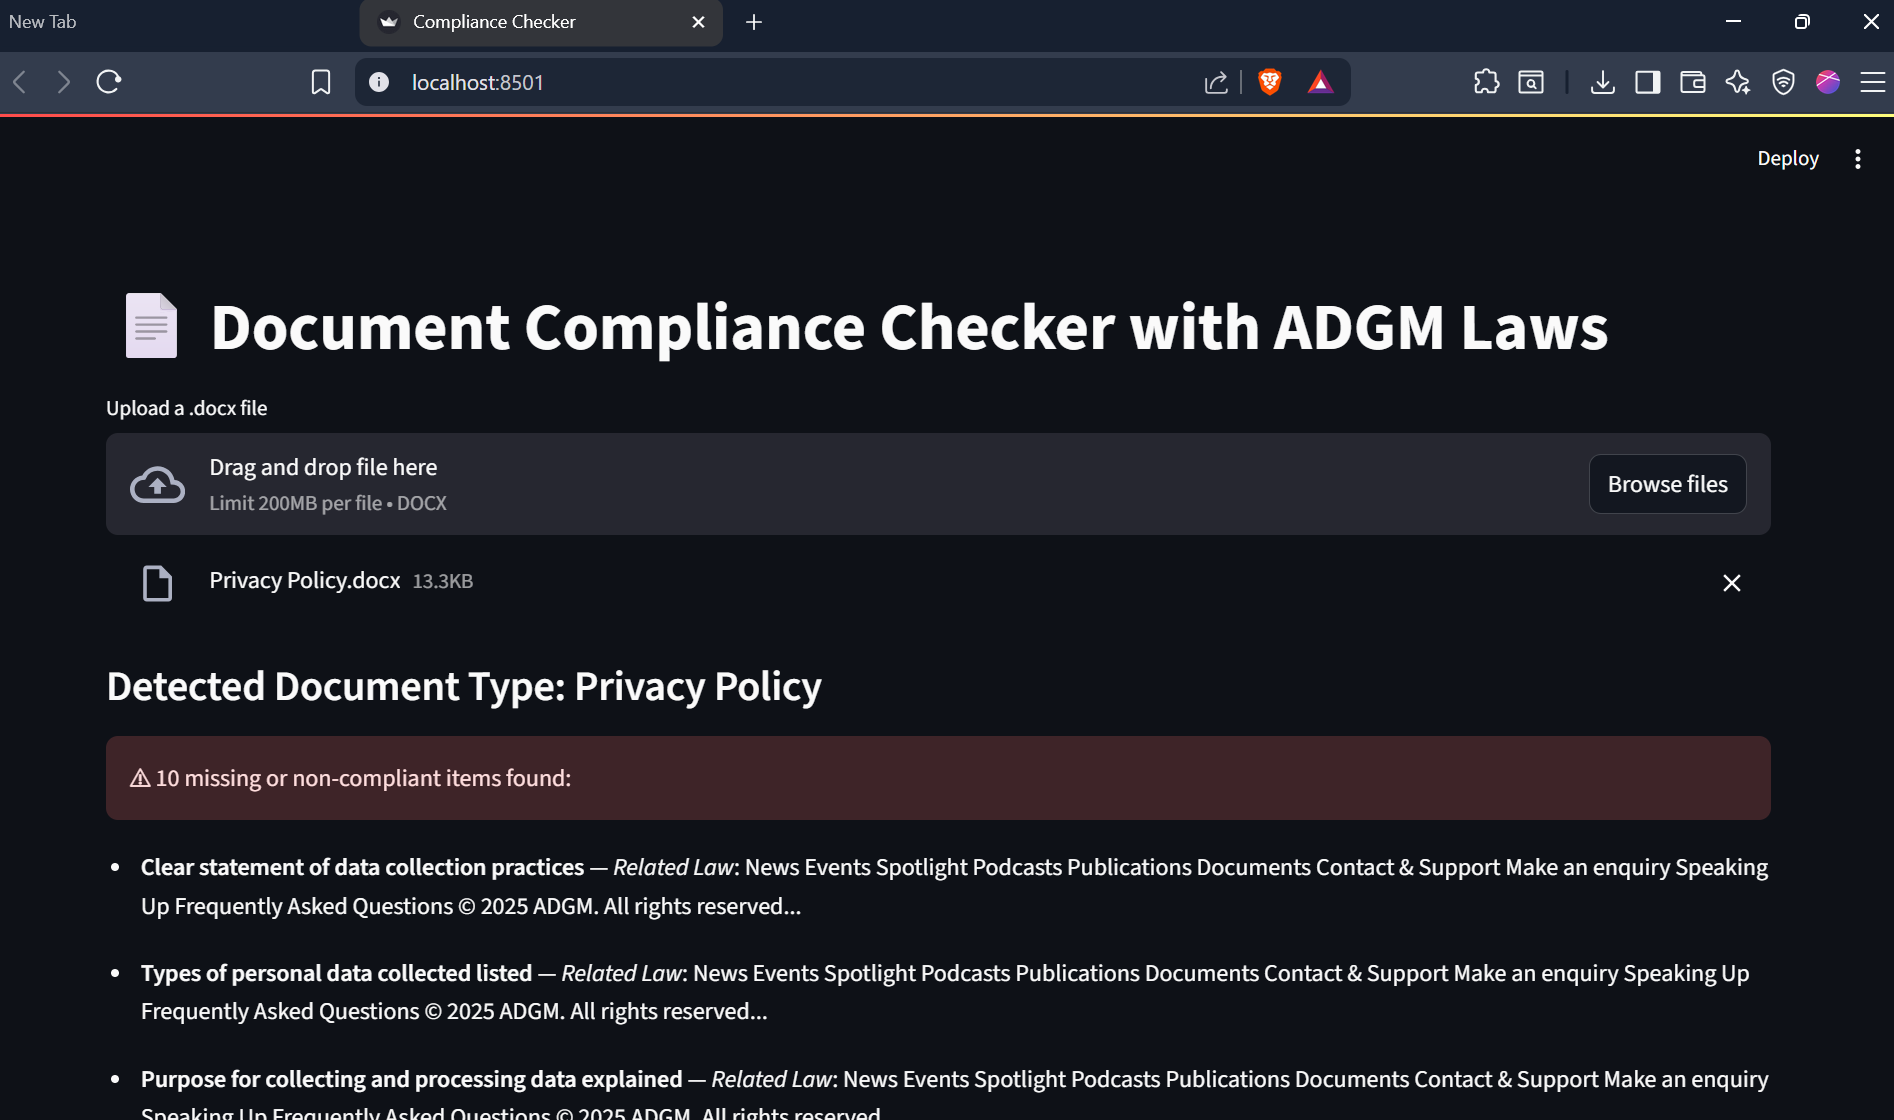 New Tab
Compliance Checker
localhost:8501
Deploy
Document Compliance Checker with ADGM Laws
Upload a .docx file
Drag and drop file here
Limit 200MB per file • DOCX
Browse files
Privacy Policy.docx 13.3KB
Detected Document Type: Privacy Policy
⚠ 10 missing or non-compliant items found:
• Clear statement of data collection practices — Related Law: News Events Spotlight Podcasts Publications Documents Contact & Support Make an enquiry Speaking
Up Frequently Asked Questions © 2025 ADGM. All rights reserved...
• Types of personal data collected listed — Related Law: News Events Spotlight Podcasts Publications Documents Contact & Support Make an enquiry Speaking Up
Frequently Asked Questions © 2025 ADGM. All rights reserved...
• Purpose for collecting and processing data explained — Related Law: News Events Spotlight Podcasts Publications Documents Contact & Support Make an enquiry
Speaking Up Frequently Asked Questions © 2025 ADGM. All rights reserved